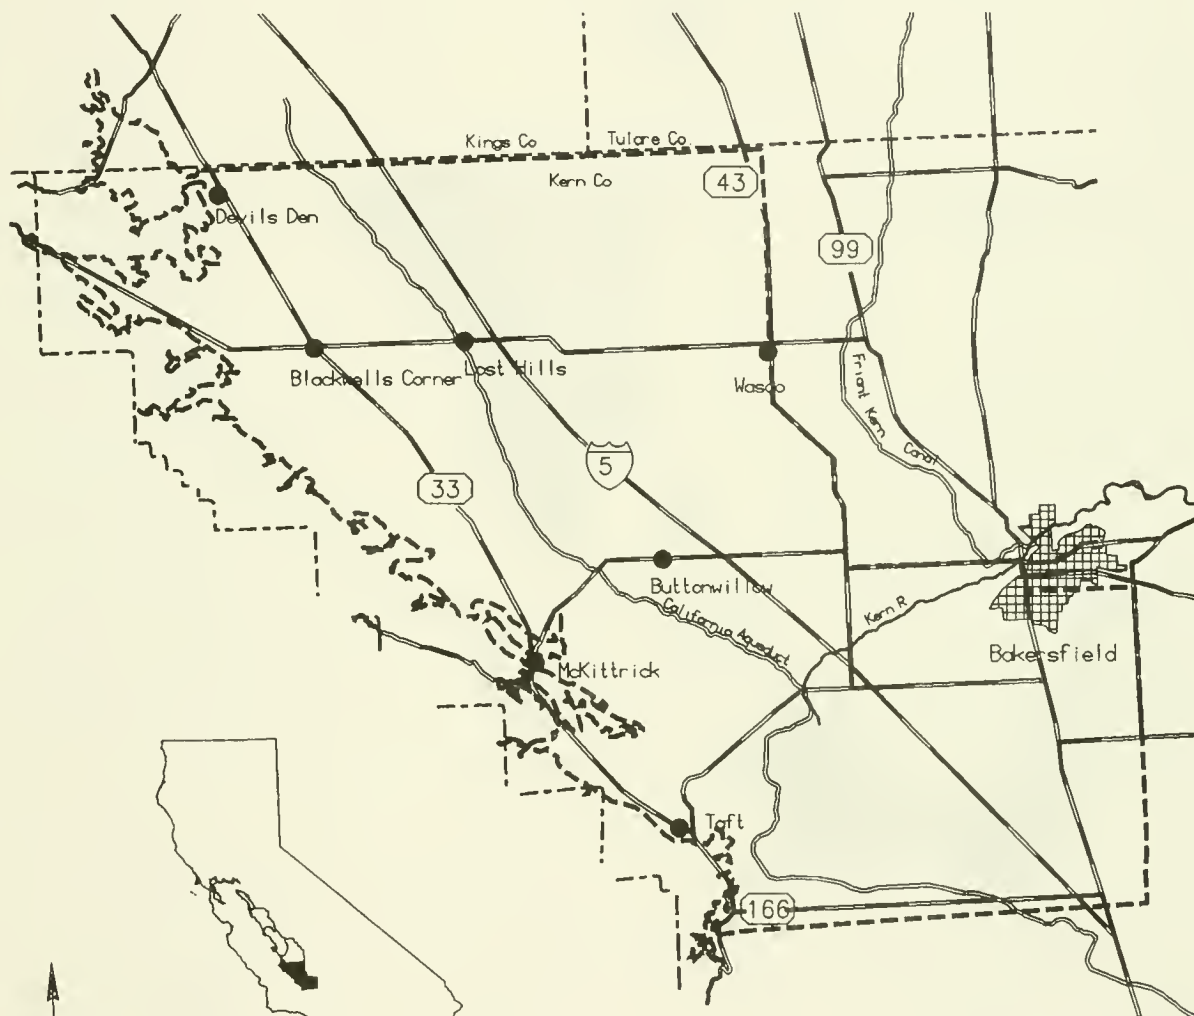 Kings Co
Tulare Co.
Kern Co
43
Devils Den
99
Blackwells Corner
Lost Hills
Wasco
Friant Kern Canal
5
33
Buttonwillow
California Aqueduct
Kern R
Bakersfield
McKittrick
Taft
166